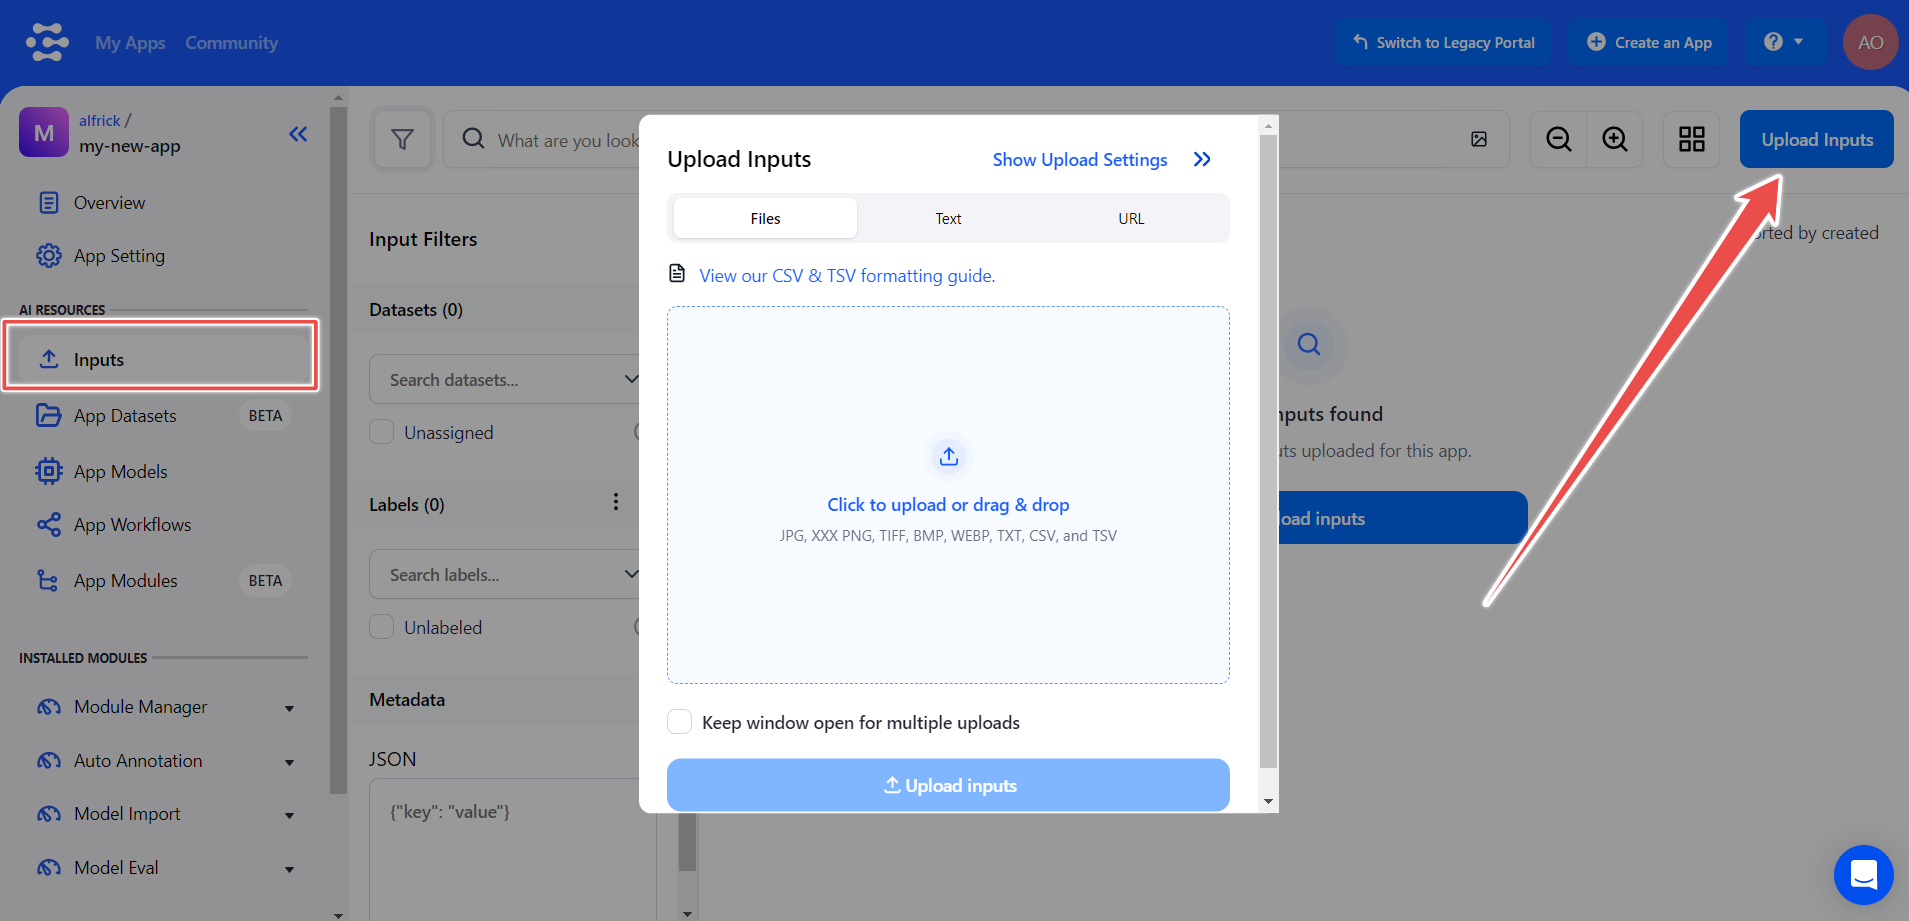 My Apps Community
Switch to Legacy Portal
Create an App
AO
M
alfrick /
my-new-app
Overview
App Setting
AI RESOURCES
Inputs
App Datasets BETA
App Models
App Workflows
App Modules BETA
INSTALLED MODULES
Module Manager
Auto Annotation
Model Import
Model Eval
What are you look
Upload Inputs
Input Filters
Datasets (0)
Search datasets...
Unassigned
Labels (0)
Search labels...
Unlabeled
Metadata
JSON
{"key": "value"}
Upload Inputs
Show Upload Settings
Files Text URL
View our CSV & TSV formatting guide.
Click to upload or drag & drop
JPG, XXX PNG, TIFF, BMP, WEBP, TXT, CSV, and TSV
Keep window open for multiple uploads
Upload inputs
orted by created
nputs found
uts uploaded for this app.
load inputs